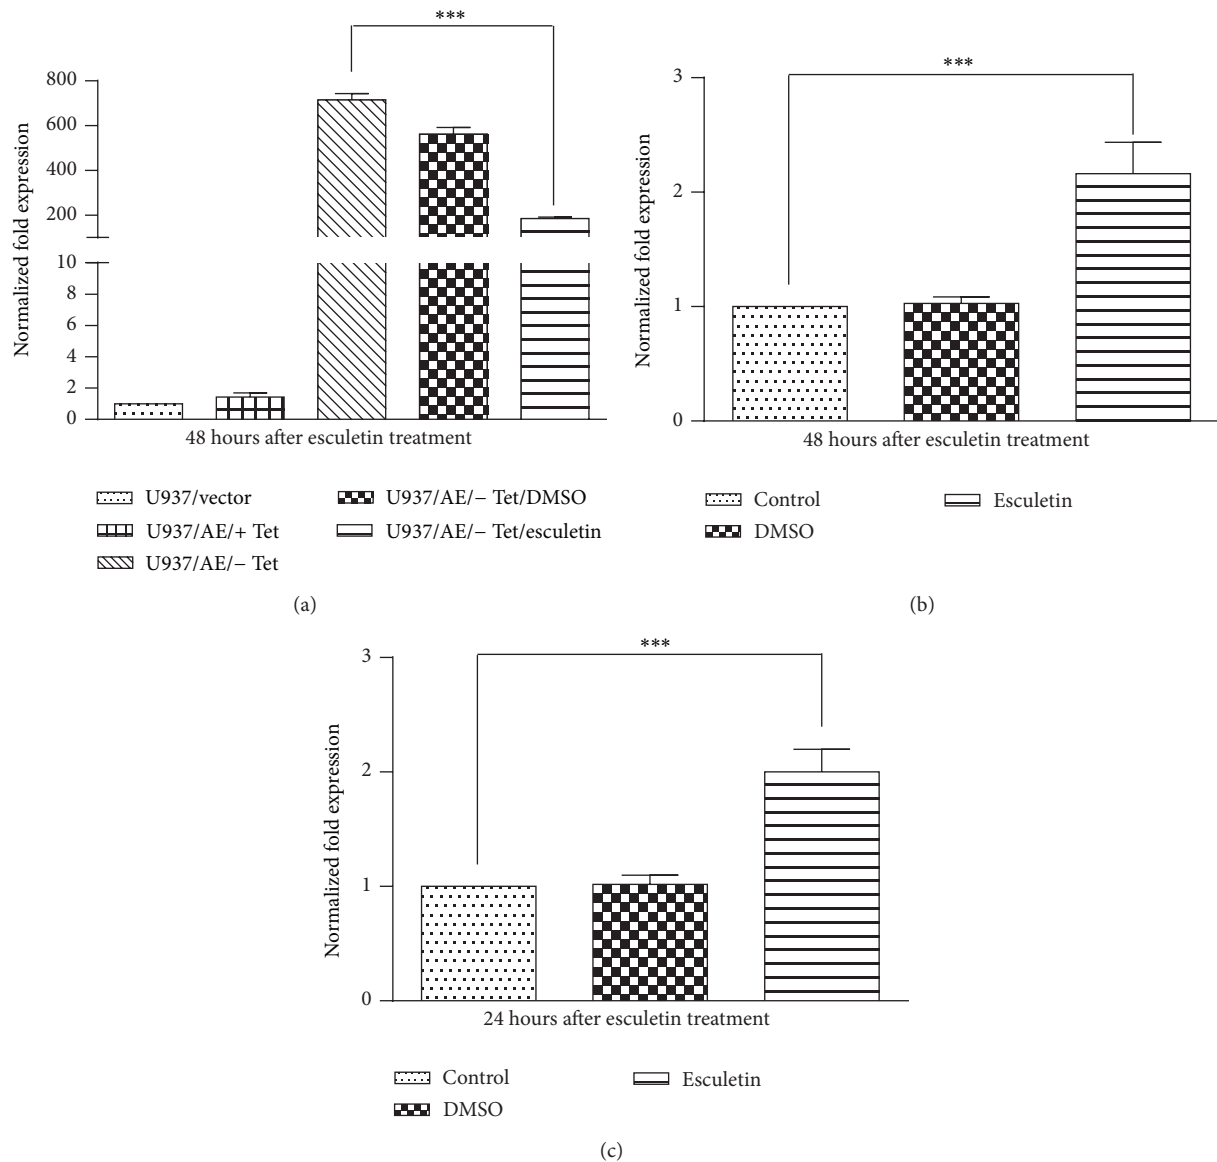 ***
800
600
400
200
10
8
6
4
2
0
Normalized fold expression
48 hours after esculetin treatment
U937/vector
U937/AE/+ Tet
U937/AE/− Tet
U937/AE/− Tet/DMSO
U937/AE/− Tet/esculetin
(a)
***
3
2
1
0
Normalized fold expression
48 hours after esculetin treatment
Control
DMSO
Esculetin
(b)
***
3
2
1
0
Normalized fold expression
24 hours after esculetin treatment
Control
DMSO
Esculetin
(c)